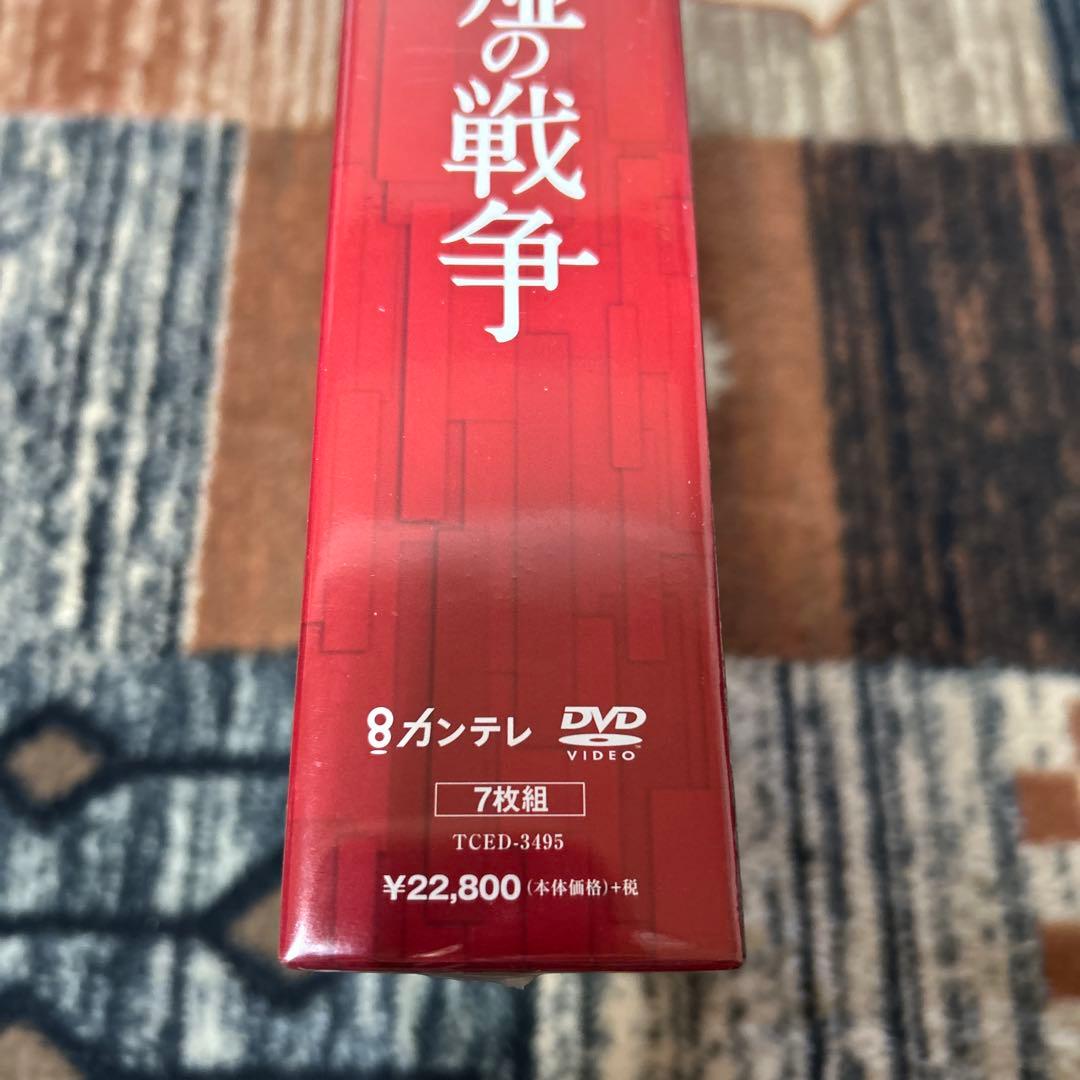 の戦争
8カンテレ
DVD
VIDEO
7枚組
TCED-3495
¥22,800(本体価格)+税